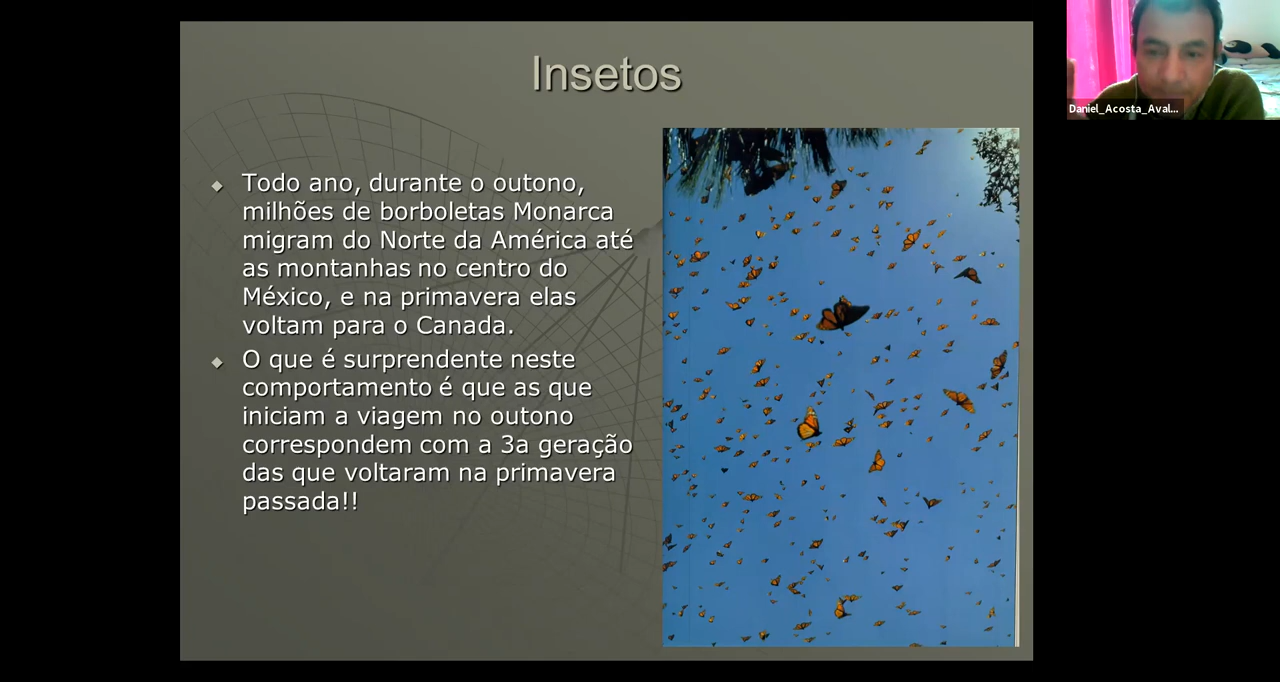 Insetos
Todo ano, durante o outono,
milhões de borboletas Monarca
migram do Norte da América até
as montanhas no centro do
México, e na primavera elas
voltam para o Canada.
O que é surprendente neste
comportamento é que as que
iniciam a viagem no outono
correspondem com a 3a geração
das que voltaram na primavera
passada!!
Daniel_Acosta_Aval...